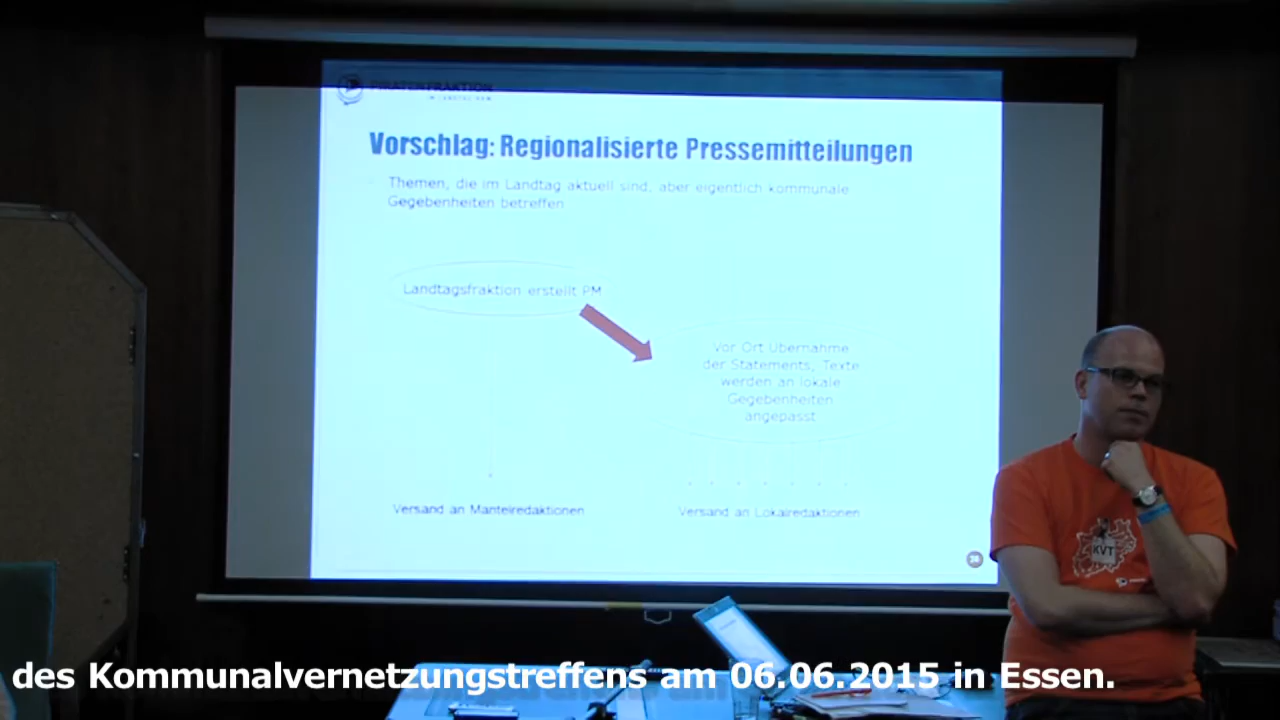 PIRATENFRAKTION
Vorschlag: Regionalisierte Pressemitteilungen
Themen, die im Landtag aktuell sind, aber eigentlich kommunale
Gegebenheiten betreffen
Landtagsfraktion erstellt PM
Vor Ort Übernahme
der Statements, Texte
werden an lokale
Gegebenheiten
angepasst
Versand an Mantelredaktionen
Versand an Lokalredaktionen
KVT
des Kommunalvernetzungstreffens am 06.06.2015 in Essen.